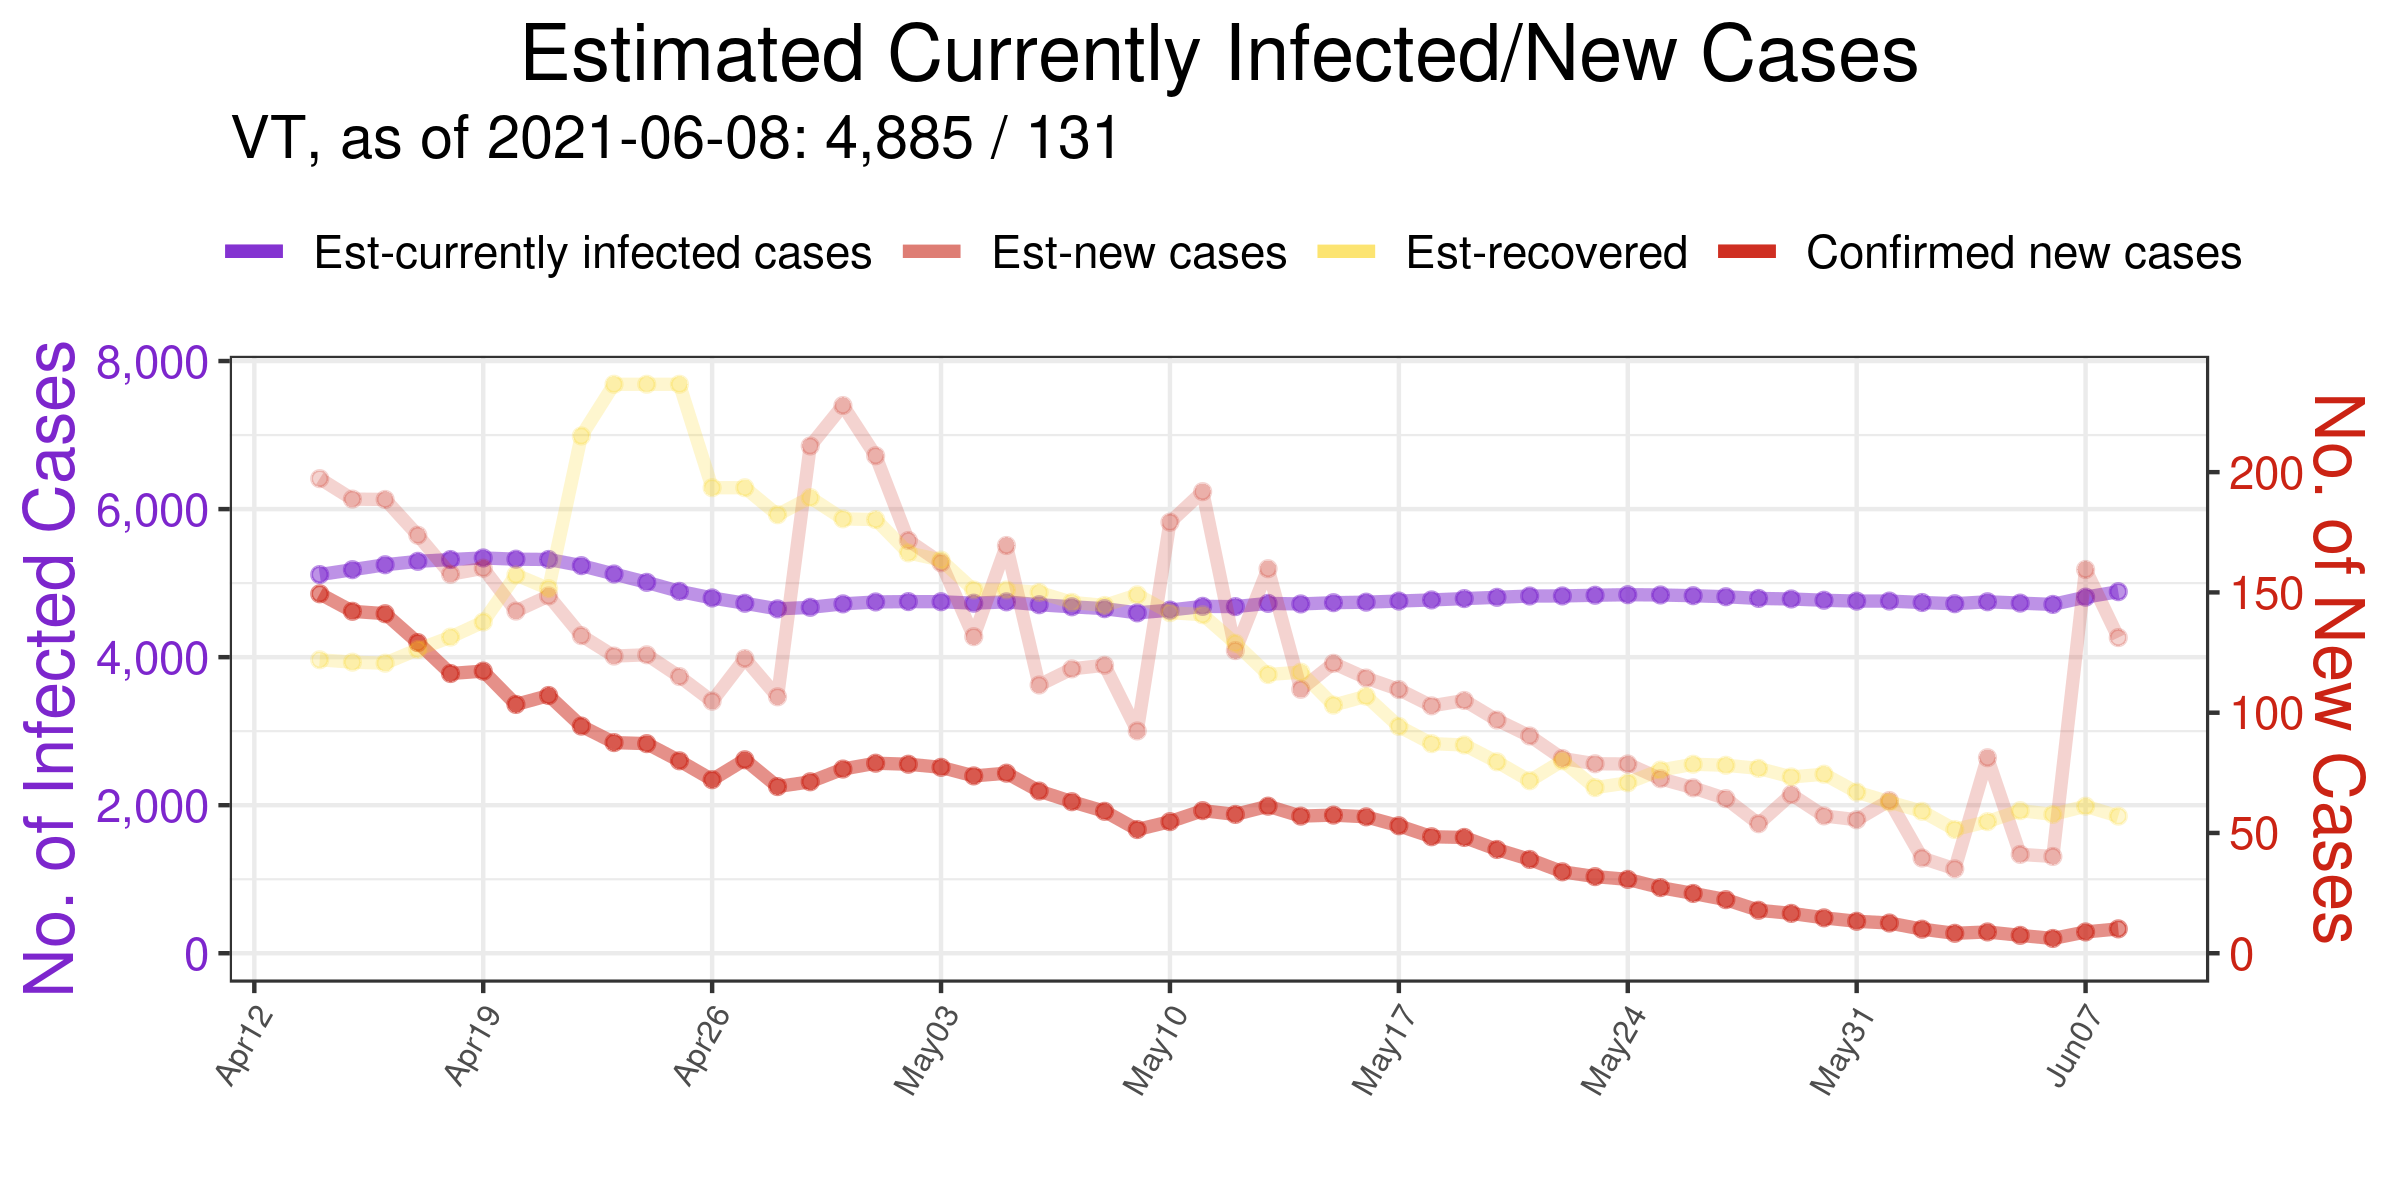 Estimated Currently Infected/New Cases
VT, as of 2021-06-08: 4,885 / 131
Est-currently infected cases Est-new cases Est-recovered Confirmed new cases
No. of Infected Cases
8,000
6,000
4,000
2,000
0
200
150
100
50
0
No. of New Cases
Apr12 Apr19 Apr26 May03 May10 May17 May24 May31 Jun07